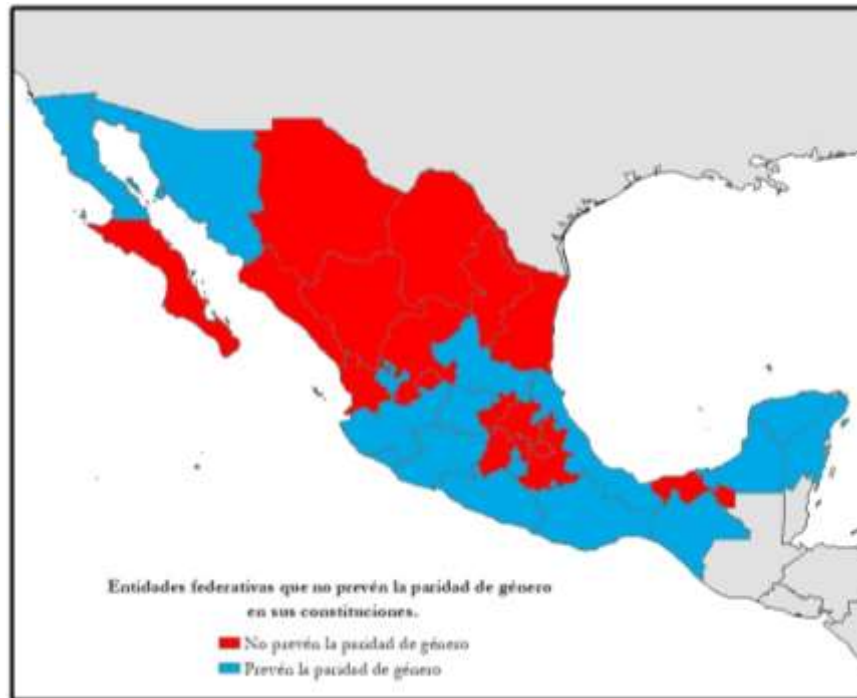 Entidades federativas que no prevén la paridad de género
en sus constituciones.
No prevén la paridad de género
Prevén la paridad de género